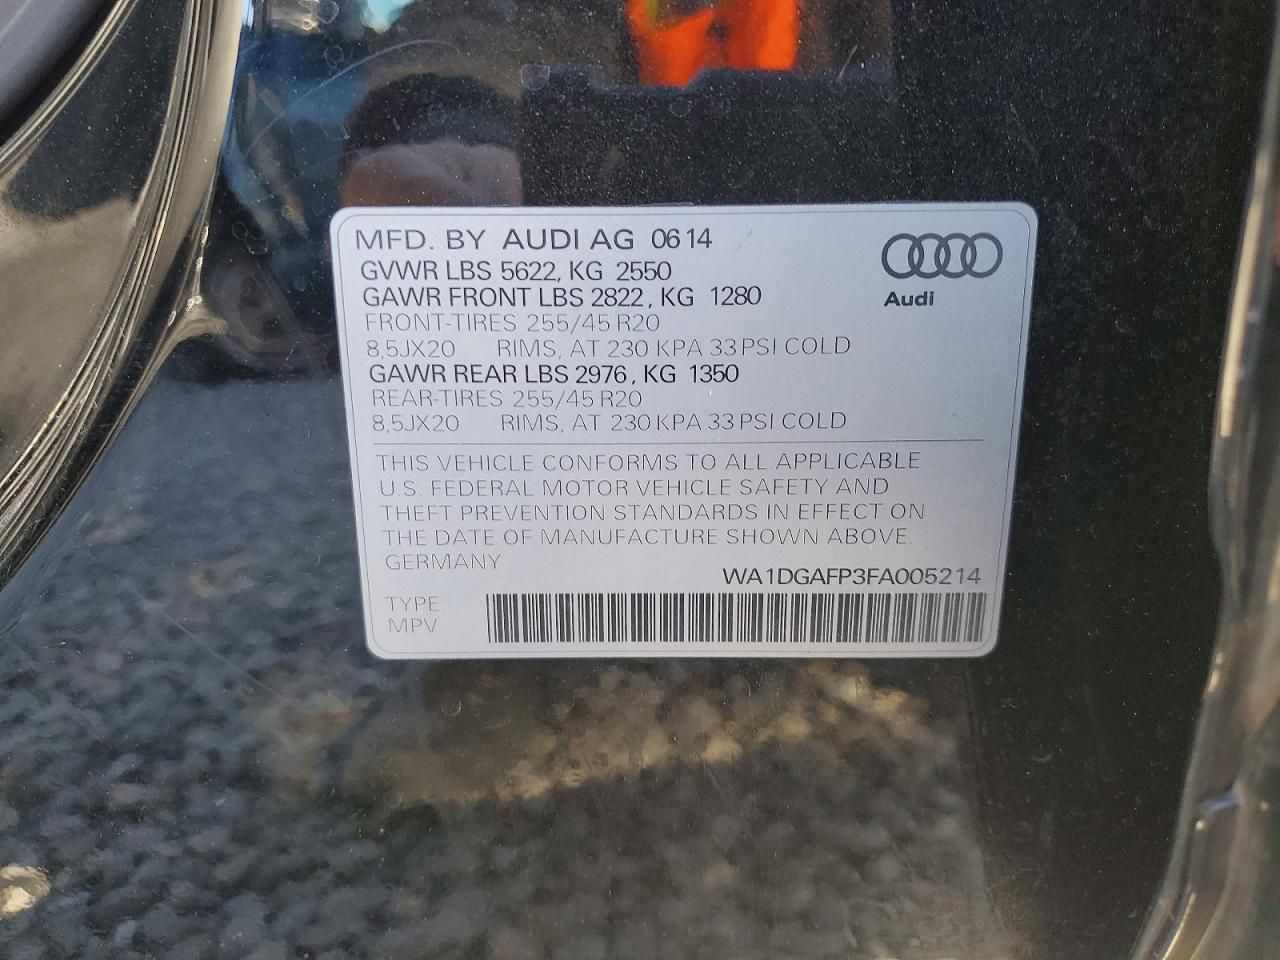 MFD. BY AUDI AG 0614
GVWR LBS 5622, KG 2550
GAWR FRONT LBS 2822, KG 1280
FRONT-TIRES 255/45 R20
8,5JX20 RIMS, AT 230 KPA 33 PSI COLD
GAWR REAR LBS 2976, KG 1350
REAR-TIRES 255/45 R20
8,5JX20 RIMS, AT 230 KPA 33 PSI COLD
Audi
THIS VEHICLE CONFORMS TO ALL APPLICABLE
U.S. FEDERAL MOTOR VEHICLE SAFETY AND
THEFT PREVENTION STANDARDS IN EFFECT ON
THE DATE OF MANUFACTURE SHOWN ABOVE.
GERMANY
WA1DGAFP3FA005214
TYPE:
MPV